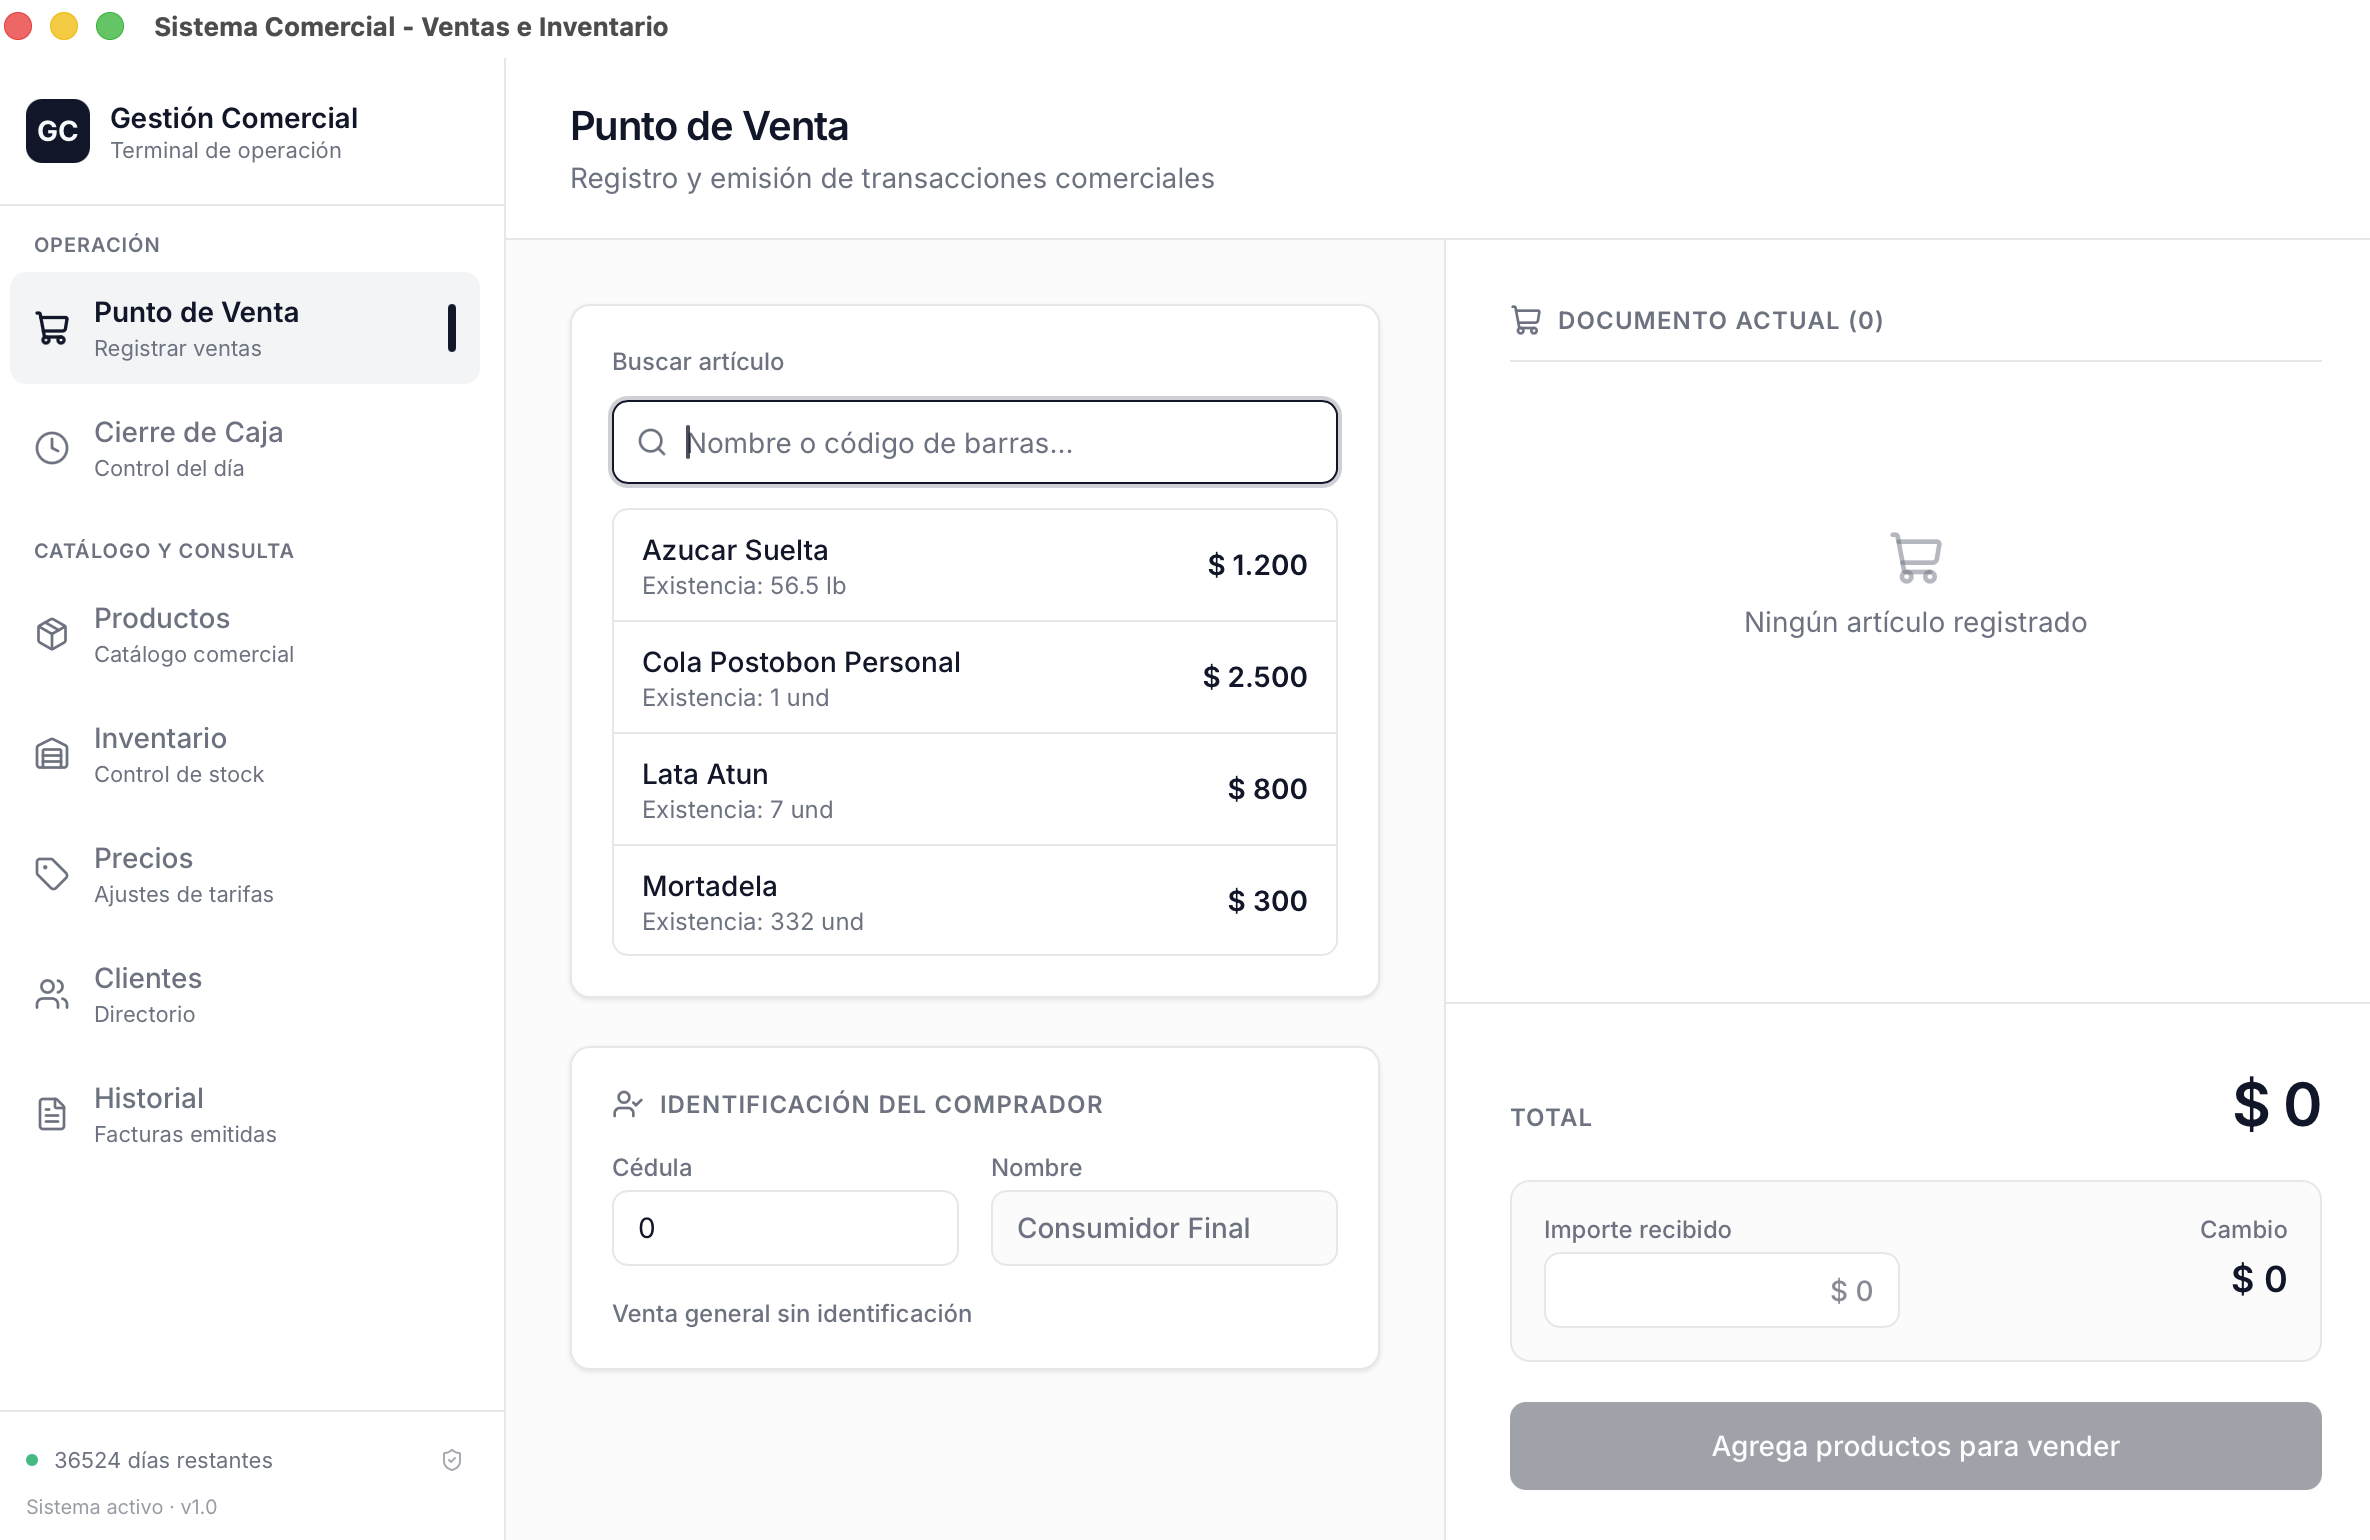 Sistema Comercial - Ventas e Inventario
GC
Gestión Comercial
Terminal de operación
OPERACIÓN
Punto de Venta
Registrar ventas
Cierre de Caja
Control del día
CATÁLOGO Y CONSULTA
Productos
Catálogo comercial
Inventario
Control de stock
Precios
Ajustes de tarifas
Clientes
Directorio
Historial
Facturas emitidas
36524 días restantes
Sistema activo · v1.0
Punto de Venta
Registro y emisión de transacciones comerciales
Buscar artículo
Nombre o código de barras...
Azucar Suelta
$ 1.200
Existencia: 56.5 lb
Cola Postobon Personal
$ 2.500
Existencia: 1 und
Lata Atun
$ 800
Existencia: 7 und
Mortadela
$ 300
Existencia: 332 und
IDENTIFICACIÓN DEL COMPRADOR
Cédula
Nombre
0
Consumidor Final
Venta general sin identificación
DOCUMENTO ACTUAL (0)
Ningún artículo registrado
TOTAL
$ 0
Importe recibido
Cambio
$ 0
$ 0
Agrega productos para vender